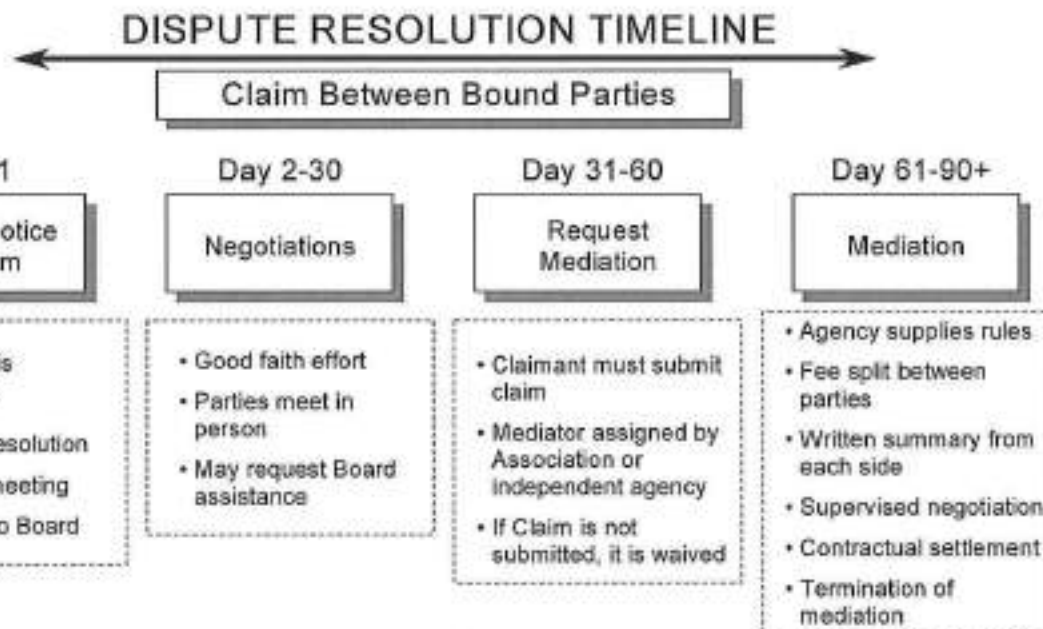 DISPUTE RESOLUTION TIMELINE
Claim Between Bound Parties
1
Day 2-30
Negotiations
• Good faith effort
• Parties meet in
person
• May request Board
assistance
Day 31-60
Request
Mediation
• Claimant must submit
claim
• Mediator assigned by
Association or
independent agency
• If Claim is not
submitted, it is waived
Day 61-90+
Mediation
• Agency supplies rules
• Fee split between
parties
• Written summary from
each side
• Supervised negotiation
• Contractual settlement
• Termination of
mediation
Board